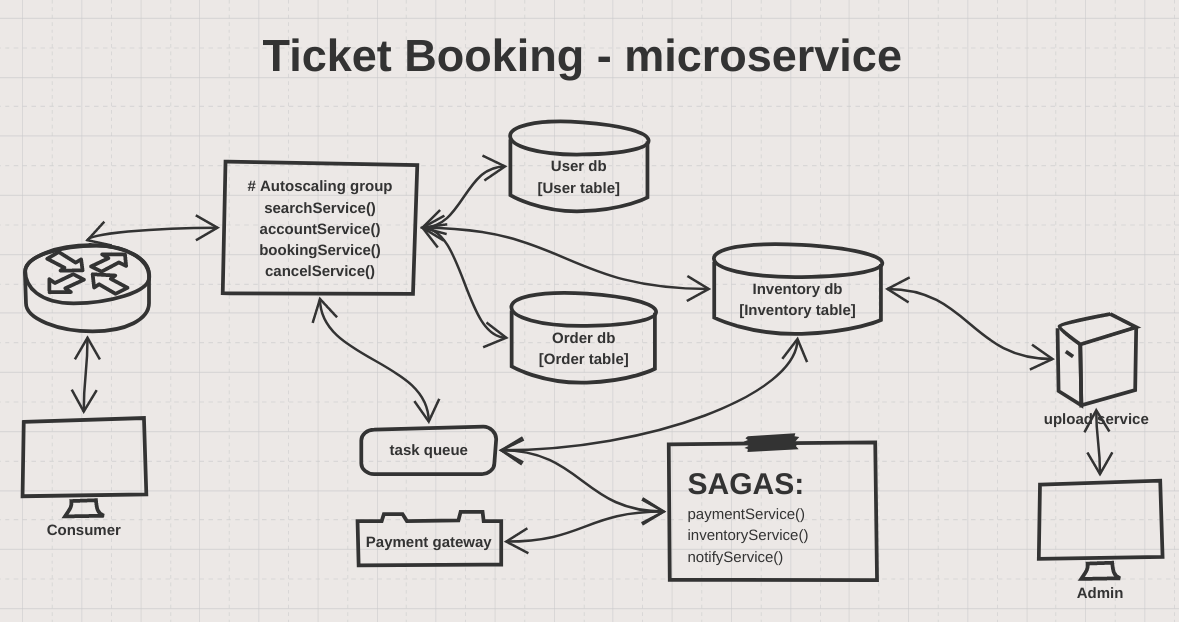 Ticket Booking - microservice
# Autoscaling group
searchService()
accountService()
bookingService()
cancelService()
User db
[User table]
Inventory db
[Inventory table]
Order db
[Order table]
upload service
task queue
SAGAS:
paymentService()
inventoryService()
notifyService()
Payment gateway
Consumer
Admin